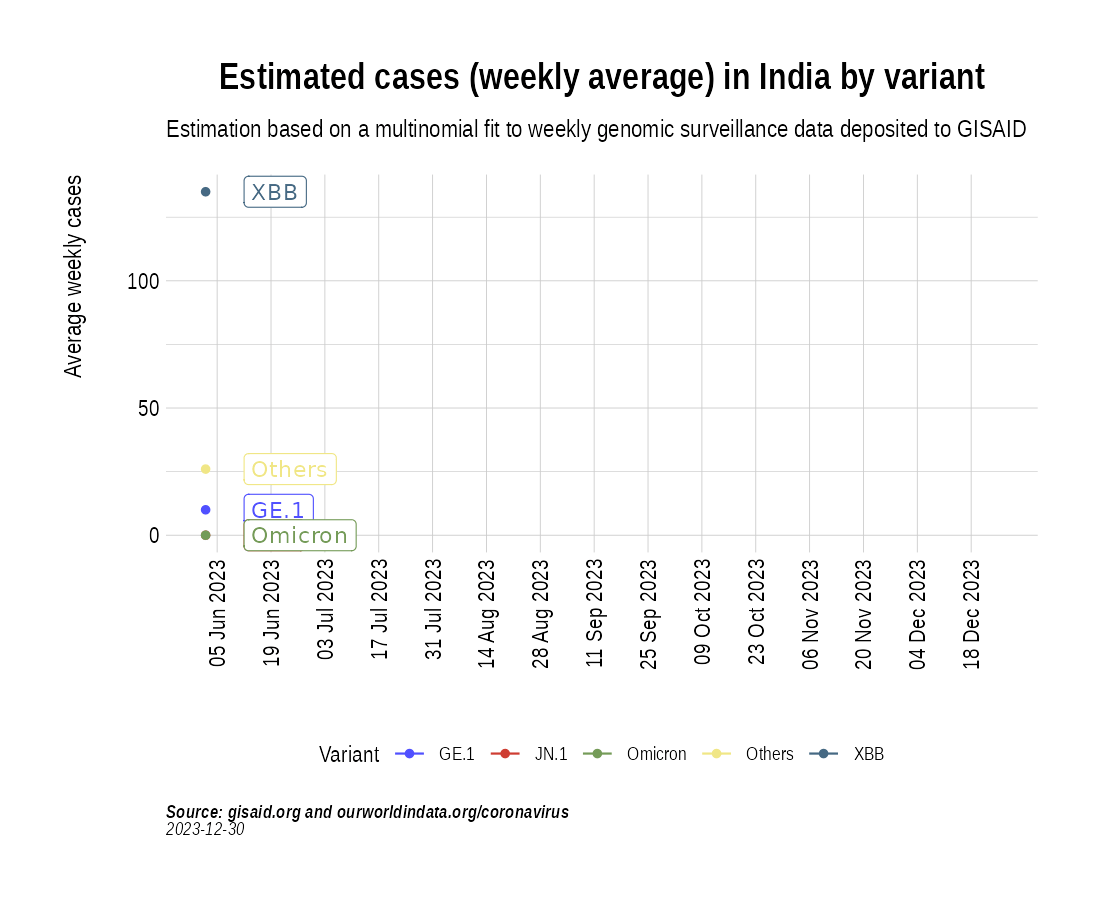 Estimated cases (weekly average) in India by variant
Estimation based on a multinomial fit to weekly genomic surveillance data deposited to GISAID
Average weekly cases
100
50
0
XBB
Others
GE.1
Omicron
05 Jun 2023
19 Jun 2023
03 Jul 2023
17 Jul 2023
31 Jul 2023
14 Aug 2023
28 Aug 2023
11 Sep 2023
25 Sep 2023
09 Oct 2023
23 Oct 2023
06 Nov 2023
20 Nov 2023
04 Dec 2023
18 Dec 2023
Variant GE.1 JN.1 Omicron Others XBB
Source: gisaid.org and ourworldindata.org/coronavirus
2023-12-30